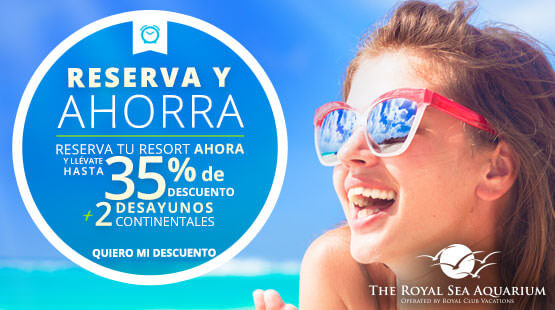 RESERVA Y
AHORRA
RESERVA TU RESORT AHORA
Y LLÉVATE
HASTA
35% de
DESCUENTO
+2 DESAYUNOS
CONTINENTALES
QUIERO MI DESCUENTO
THE ROYAL SEA AQUARIUM
OPERATED BY ROYAL CLUB VACATIONS